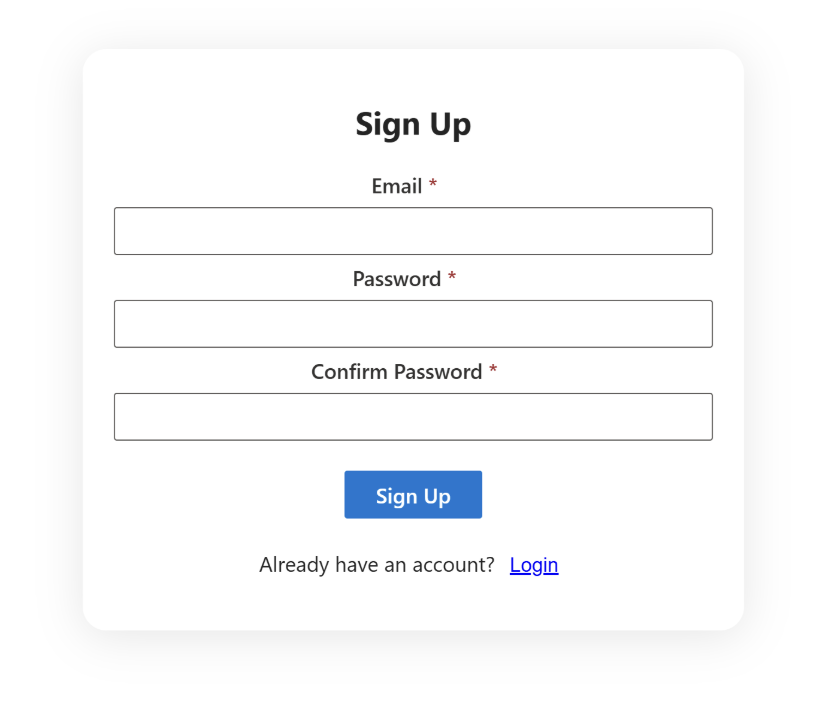 Sign Up
Email *
Password *
Confirm Password *
Sign Up
Already have an account? Login